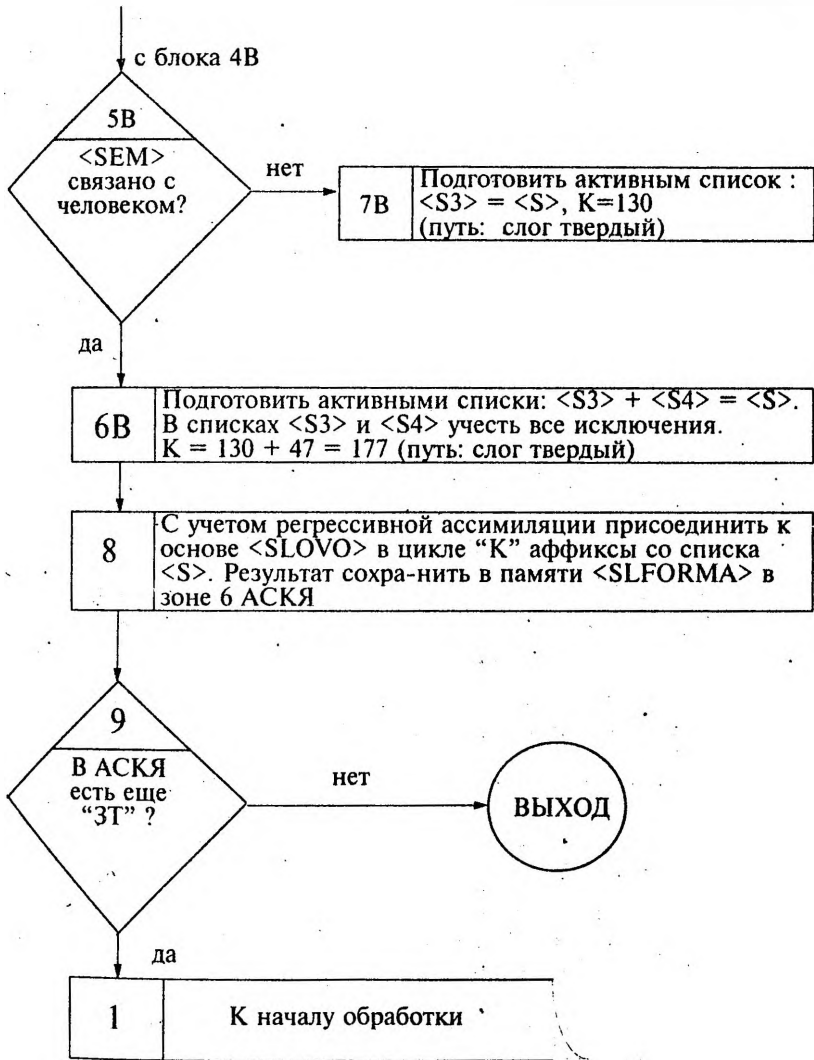 с блока 4В
5В
<SEM>
связано с
человеком?
нет
7В
Подготовить активным список :
<S3> = <S>, K=130
(путь: слог твердый)
да
6В
Подготовить активными списки: <S3> + <S4> = <S>.
В списках <S3> и <S4> учесть все исключения.
K = 130 + 47 = 177 (путь: слог твердый)
8
С учетом регрессивной ассимиляции присоединить к
основе <SLOVO> в цикле “К” аффиксы со списка
<S>. Результат сохра-нить в памяти <SLFORMA> в
зоне 6 АСКЯ
9
В АСКЯ
есть еще
“ЗТ” ?
нет
ВЫХОД
да
1
К началу обработки